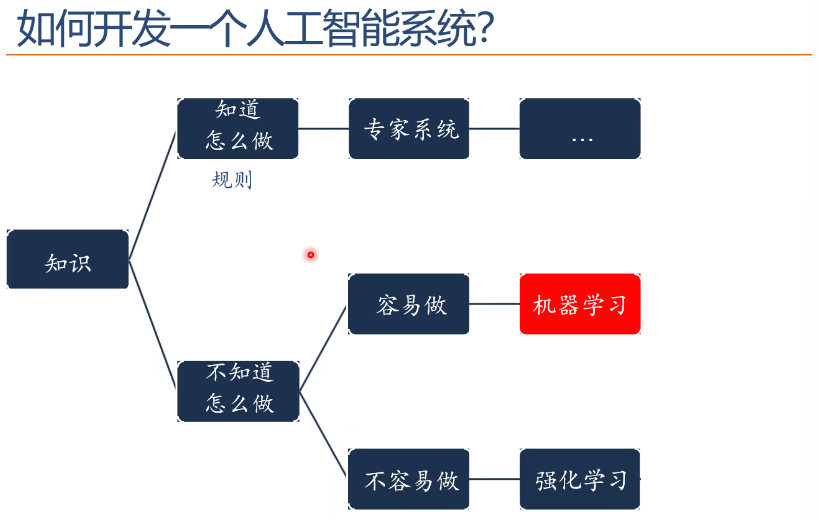 如何开发一个人工智能系统？
知道
怎么做
专家系统
...
规则
知识
容易做
机器学习
不知道
怎么做
不容易做
强化学习